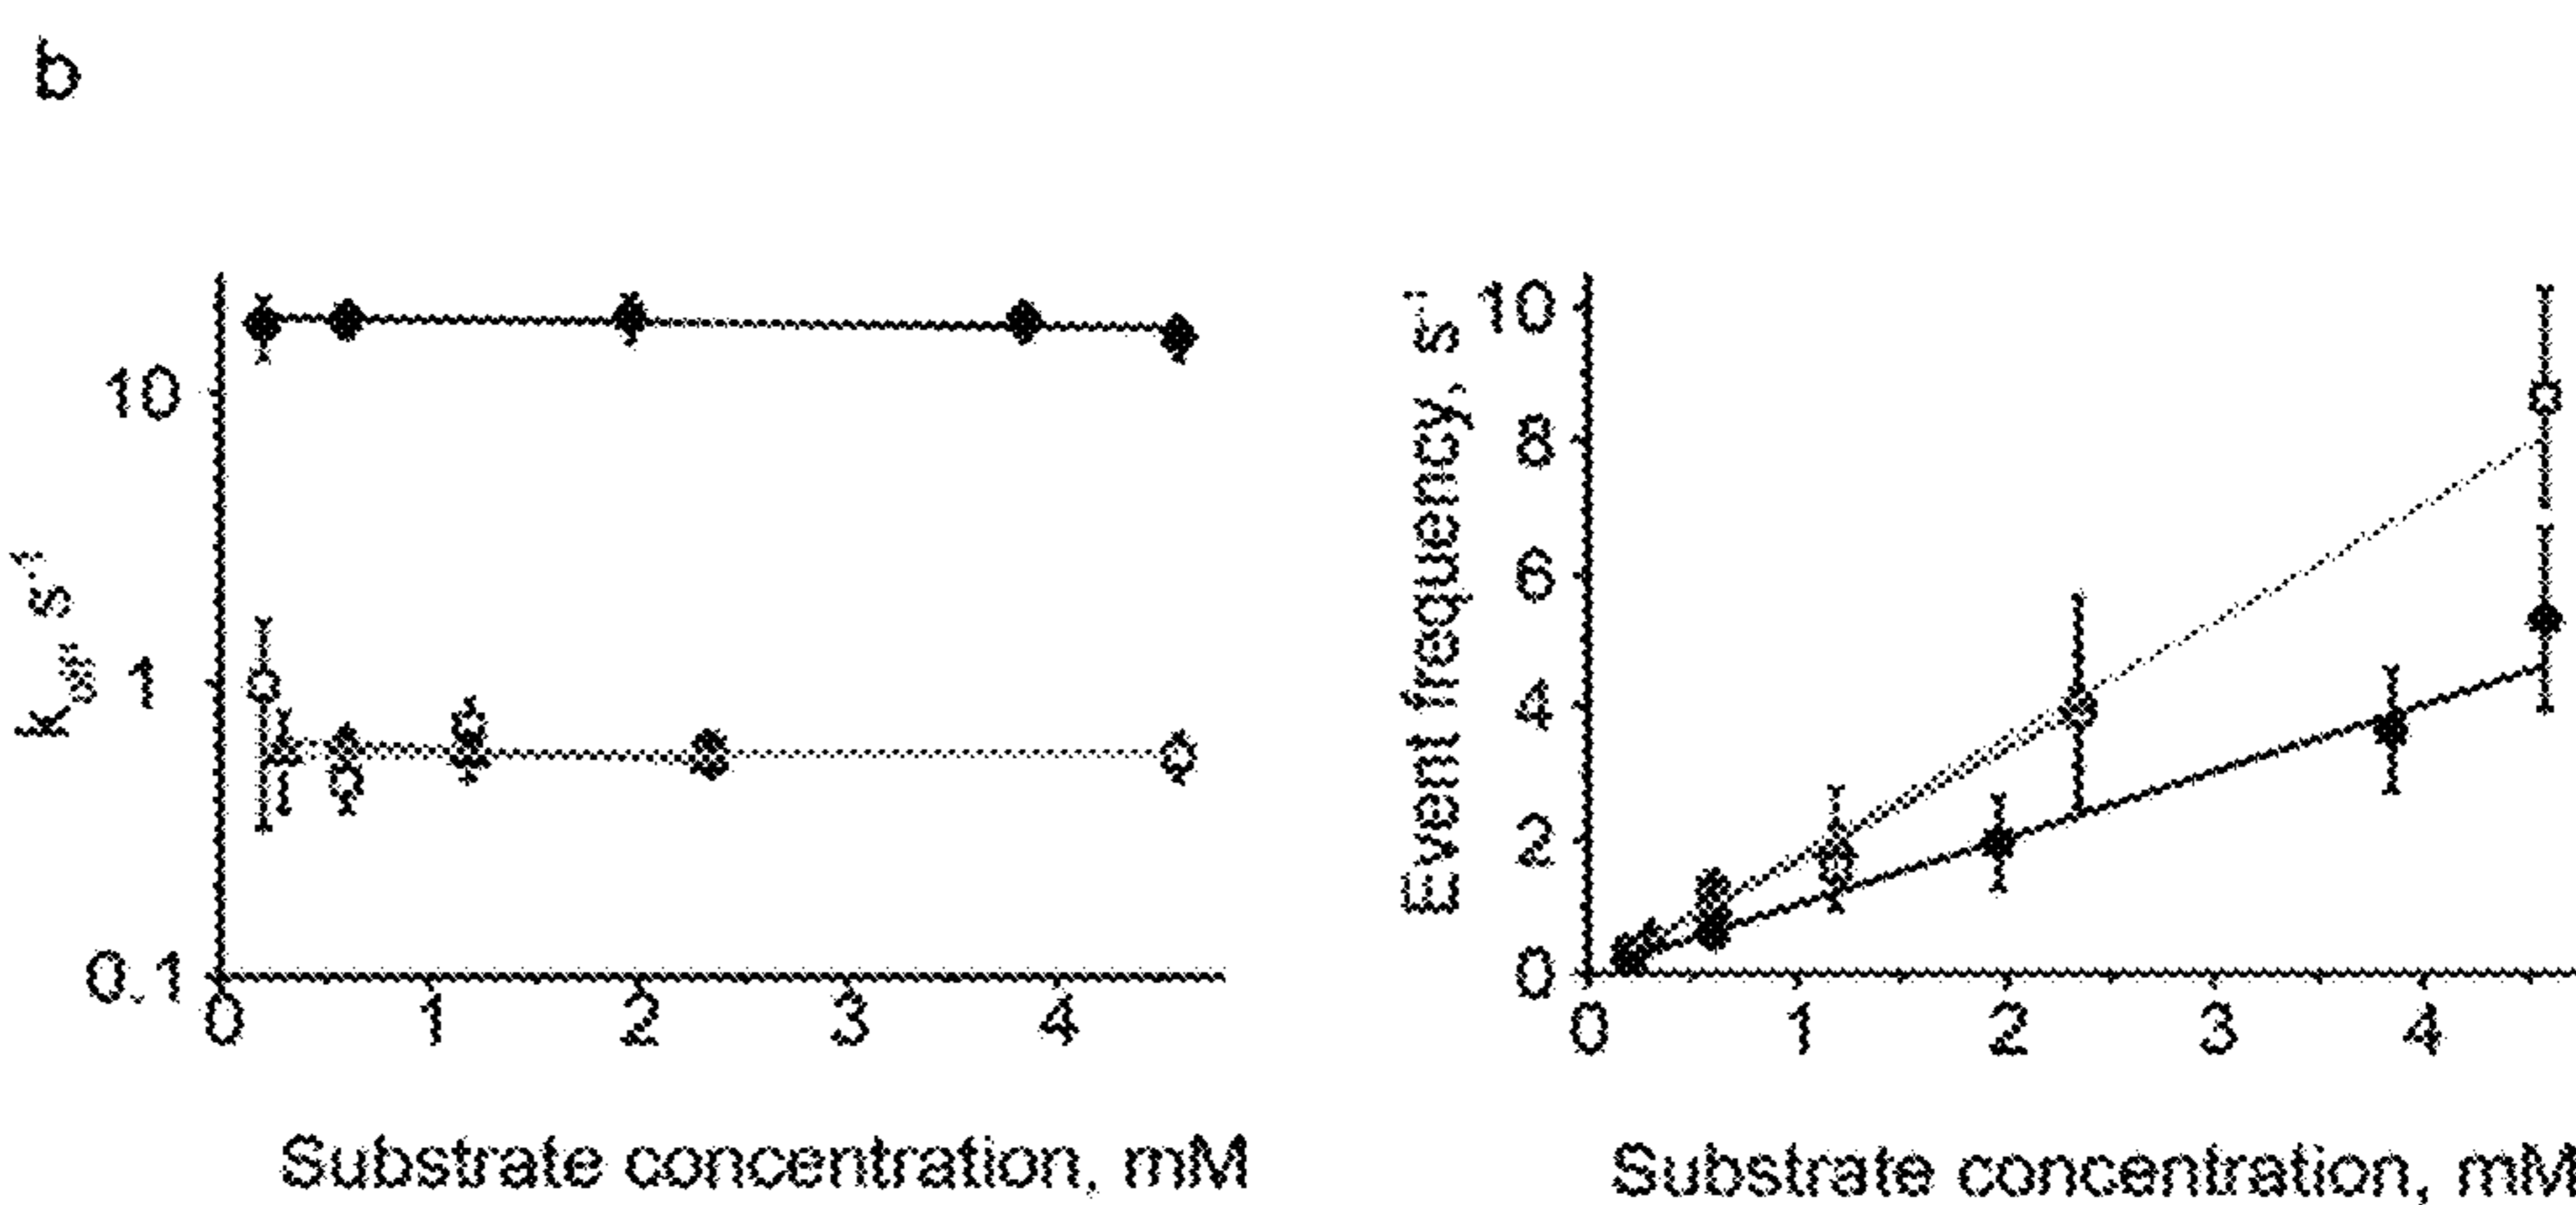 b
10
1
0.1
k_off, s⁻¹
0 1 2 3 4
Substrate concentration, mM
10
8
6
4
2
0
Event frequency, s⁻¹
0 1 2 3 4
Substrate concentration, mM